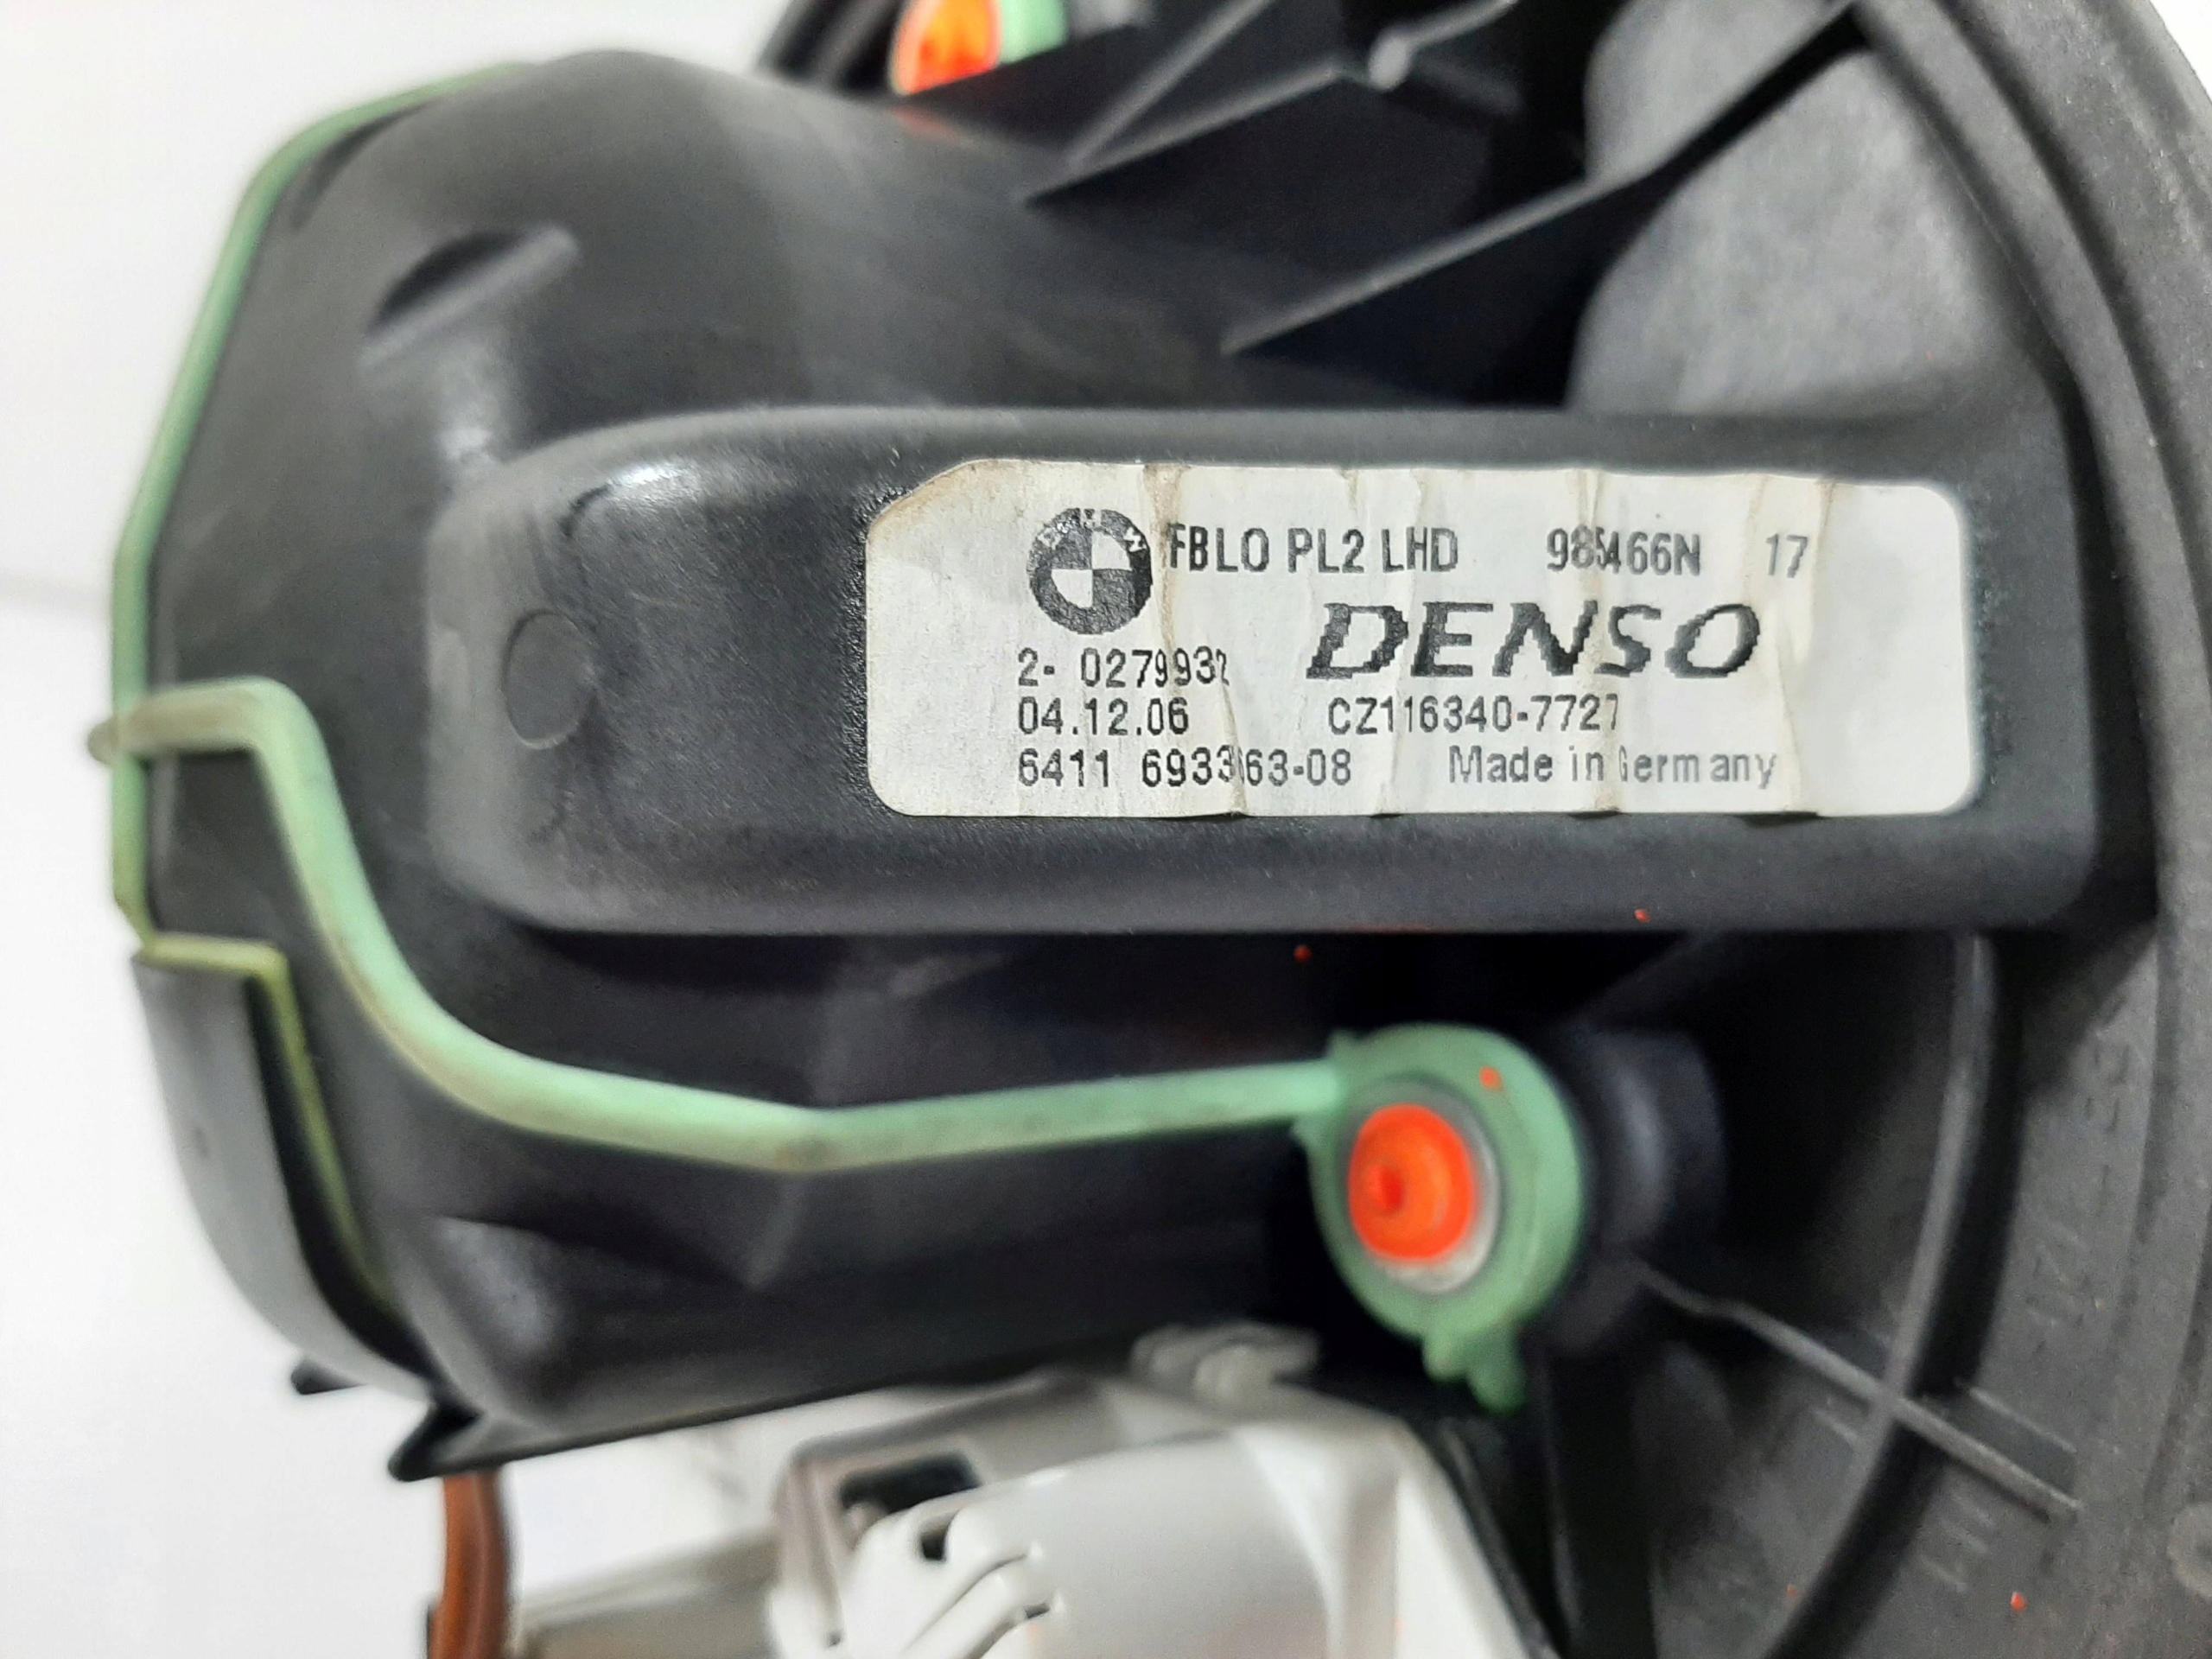 BMW FBLO PL2 LHD 985466N 17
DENSO
2- 0279932
04.12.06 CZ116340-7727
6411 6933663-08 Made in Germany